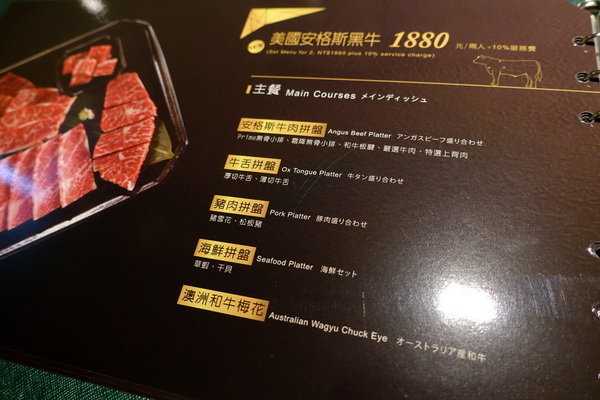 美國安格斯黑牛 1880 元/兩人 +10%服務費
(Set Menu for 2, NT$1880 plus 10% service charge)
主餐 Main Courses メインディッシュ
安格斯牛肉拼盤 Angus Beef Platter アンガスビーフ盛り合わせ
Prime無骨小排、霜降無骨小排、和牛板腱、嚴選牛肉、特選上肩肉
牛舌拼盤 Ox Tongue Platter 牛タン盛り合わせ
厚切牛舌、薄切牛舌
豬肉拼盤 Pork Platter 豚肉盛り合わせ
豬雪花、松板豬
海鮮拼盤 Seafood Platter 海鮮セット
草蝦、干貝
澳洲和牛梅花 Australian Wagyu Chuck Eye オーストラリア産和牛